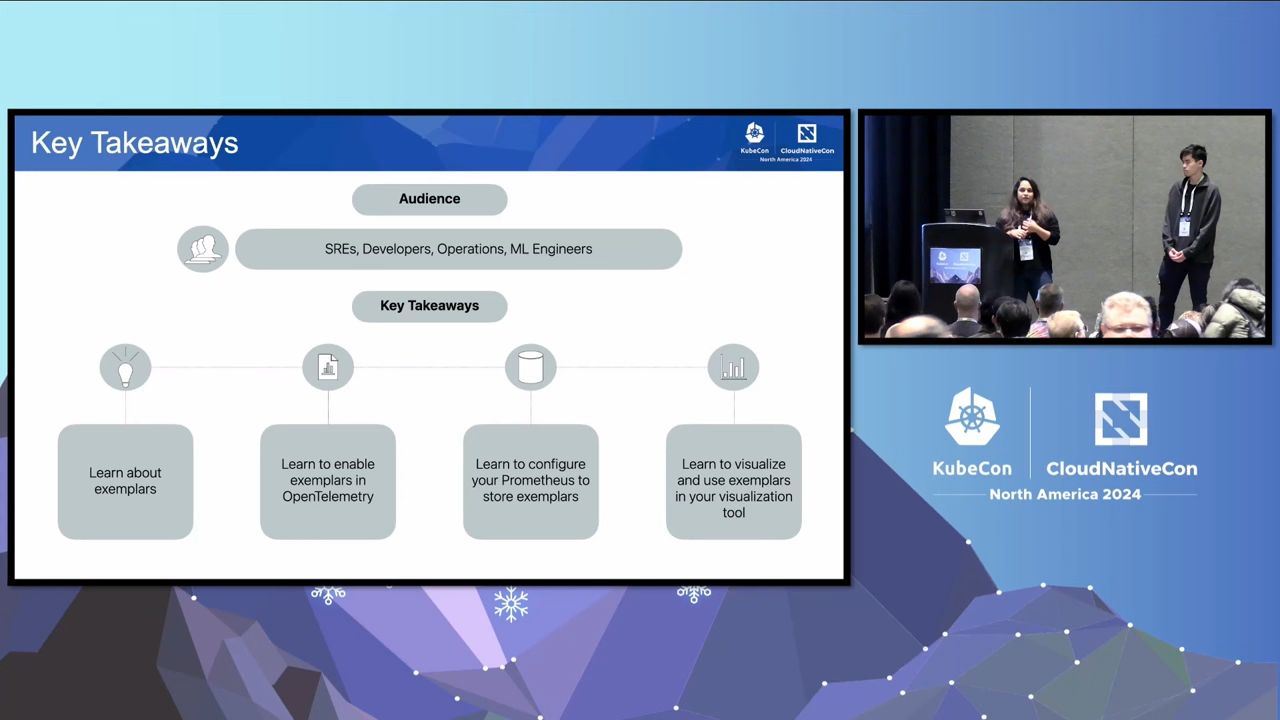 Key Takeaways
KubeCon
CloudNativeCon
North America 2024
Audience
SREs, Developers, Operations, ML Engineers
Key Takeaways
Learn about
exemplars
Learn to enable
exemplars in
OpenTelemetry
Learn to configure
your Prometheus to
store exemplars
Learn to visualize
and use exemplars
in your visualization
tool
KubeCon
CloudNativeCon
North America 2024